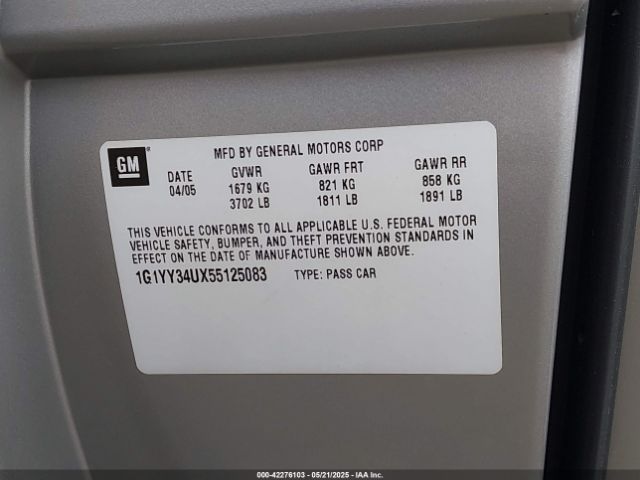 GM®
MFD BY GENERAL MOTORS CORP
DATE GVWR GAWR FRT GAWR RR
04/05 1679 KG 821 KG 858 KG
3702 LB 1811 LB 1891 LB
THIS VEHICLE CONFORMS TO ALL APPLICABLE U.S. FEDERAL MOTOR
VEHICLE SAFETY, BUMPER, AND THEFT PREVENTION STANDARDS IN
EFFECT ON THE DATE OF MANUFACTURE SHOWN ABOVE.
1G1YY34UX55125083 TYPE: PASS CAR
000-42276103 - 05/21/2025 - IAA Inc.